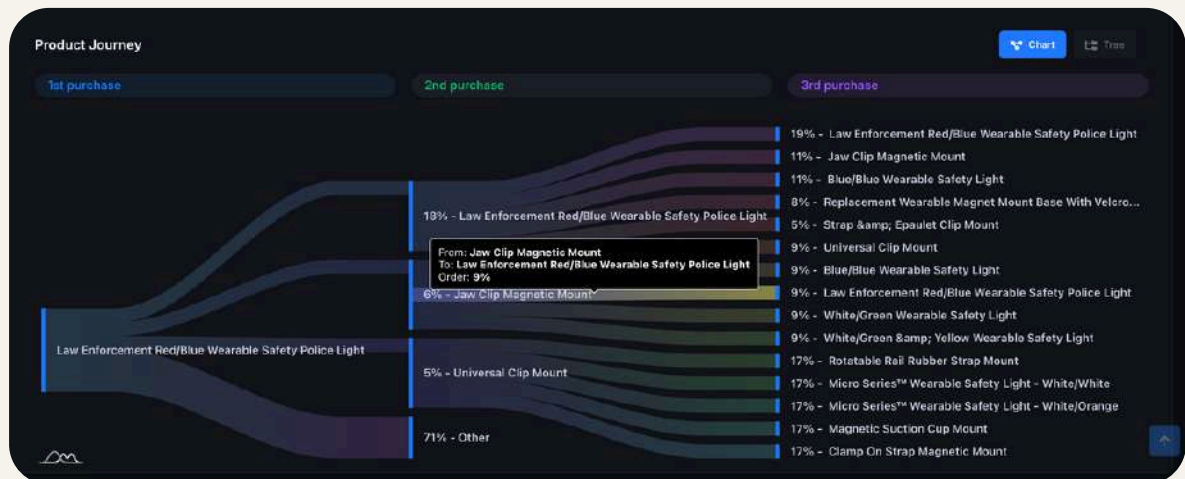 Product Journey
Chart
Tree
1st purchase
2nd purchase
3rd purchase
Law Enforcement Red/Blue Wearable Safety Police Light
18% - Law Enforcement Red/Blue Wearable Safety Police Light
From: Jaw Clip Magnetic Mount
To: Law Enforcement Red/Blue Wearable Safety Police Light
Order: 9%
6% - Jaw Clip Magnetic Mount
5% - Universal Clip Mount
71% - Other
19% - Law Enforcement Red/Blue Wearable Safety Police Light
11% - Jaw Clip Magnetic Mount
11% - Blue/Blue Wearable Safety Light
8% - Replacement Wearable Magnet Mount Base With Velcro...
5% - Strap &amp; Epaulet Clip Mount
9% - Universal Clip Mount
9% - Blue/Blue Wearable Safety Light
9% - Law Enforcement Red/Blue Wearable Safety Police Light
9% - White/Green Wearable Safety Light
9% - White/Green &amp; Yellow Wearable Safety Light
17% - Rotatable Rail Rubber Strap Mount
17% - Micro Series™ Wearable Safety Light - White/White
17% - Micro Series™ Wearable Safety Light - White/Orange
17% - Magnetic Suction Cup Mount
17% - Clamp On Strap Magnetic Mount